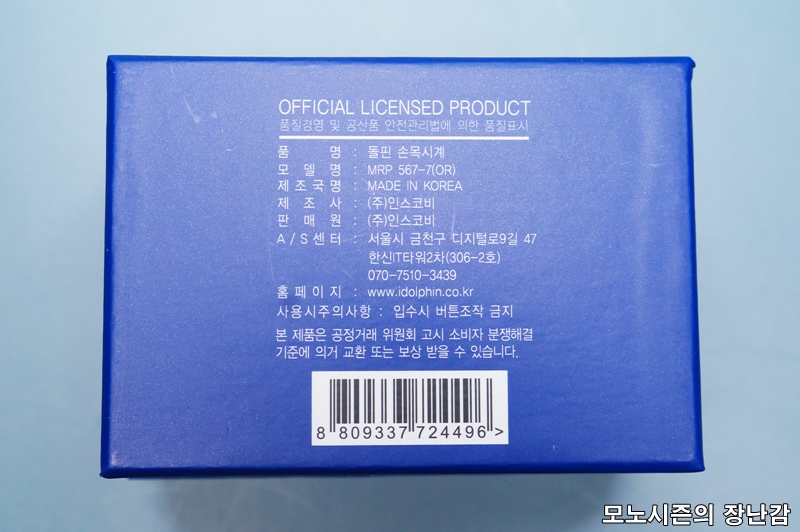 OFFICIAL LICENSED PRODUCT
품질경영 및 공산품 안전관리법에 의한 품질표시
품 명 : 돌핀 손목시계
모 델 명 : MRP 567-7(OR)
제 조 국 명 : MADE IN KOREA
제 조 사 : (주)인스코비
판 매 원 : (주)인스코비
A / S 센 터 : 서울시 금천구 디지털로9길 47
한신IT타워2차(306-2호)
070-7510-3439
홈 페 이 지 : www.idolphin.co.kr
사용시주의사항 : 입수시 버튼조작 금지
본 제품은 공정거래 위원회 고시 소비자 분쟁해결
기준에 의거 교환 또는 보상 받을 수 있습니다.
8 809337 724496 >
모노시즌의 장난감